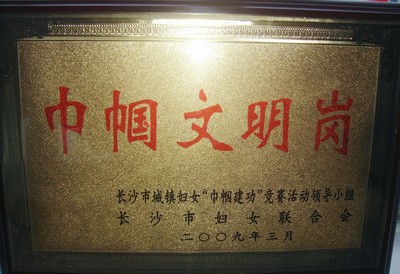 巾帼文明岗
长沙市城镇妇女“巾帼建功”竞赛活动领导小组
长沙市妇女联合会
二〇〇九年三月